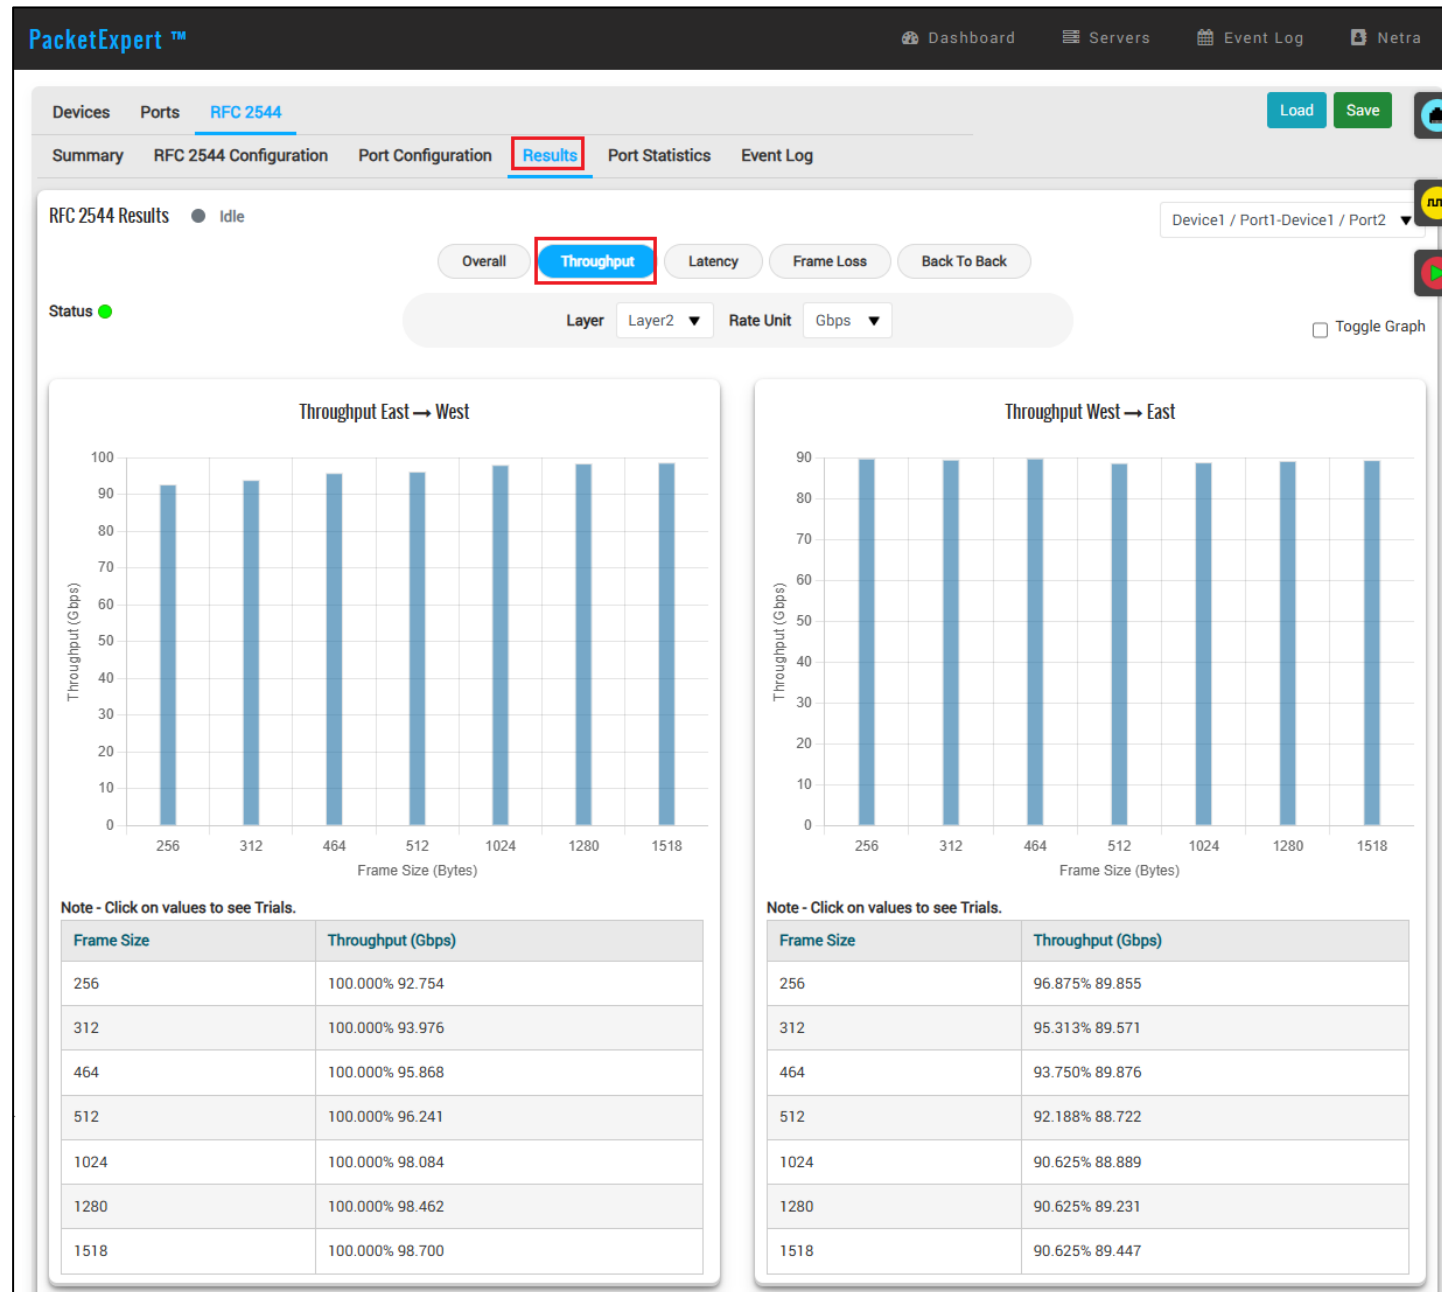 PacketExpert ™ Dashboard Servers Event Log Netra
Devices Ports RFC 2544 Load Save
Summary RFC 2544 Configuration Port Configuration Results Port Statistics Event Log
RFC 2544 Results Idle Device1 / Port1-Device1 / Port2
Overall Throughput Latency Frame Loss Back To Back
Status Layer Layer2 Rate Unit Gbps Toggle Graph
Throughput East → West
Throughput (Gbps)
100
90
80
70
60
50
40
30
20
10
0
256 312 464 512 1024 1280 1518
Frame Size (Bytes)
Note - Click on values to see Trials.
Frame Size Throughput (Gbps)
256 100.000% 92.754
312 100.000% 93.976
464 100.000% 95.868
512 100.000% 96.241
1024 100.000% 98.084
1280 100.000% 98.462
1518 100.000% 98.700
Throughput West → East
Throughput (Gbps)
90
80
70
60
50
40
30
20
10
0
256 312 464 512 1024 1280 1518
Frame Size (Bytes)
Note - Click on values to see Trials.
Frame Size Throughput (Gbps)
256 96.875% 89.855
312 95.313% 89.571
464 93.750% 89.876
512 92.188% 88.722
1024 90.625% 88.889
1280 90.625% 89.231
1518 90.625% 89.447